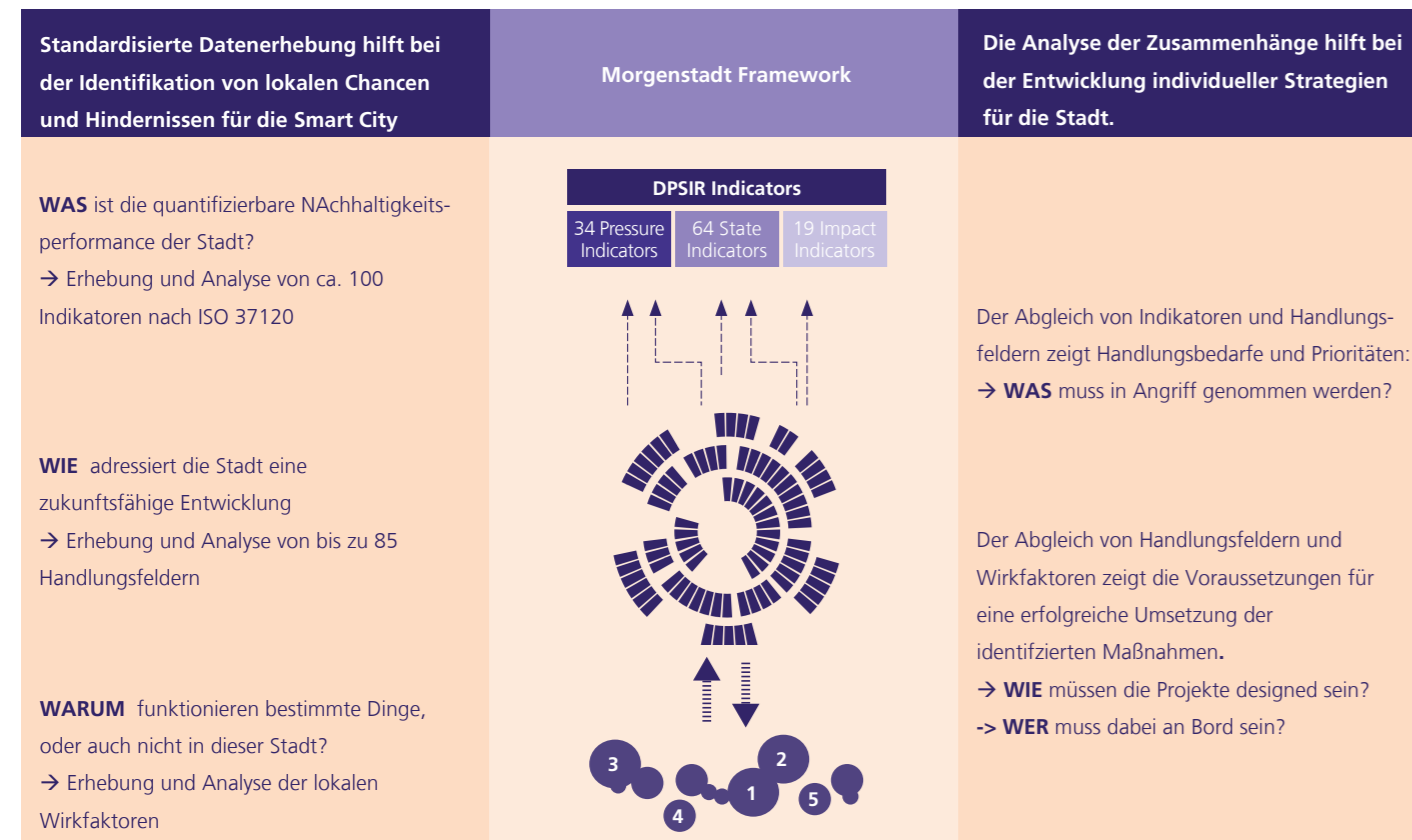 Standardisierte Datenerhebung hilft bei
der Identifikation von lokalen Chancen
und Hindernissen für die Smart City
WAS ist die quantifizierbare NAchhaltigkeits-
performance der Stadt?
→ Erhebung und Analyse von ca. 100
Indikatoren nach ISO 37120
WIE adressiert die Stadt eine
zukunftsfähige Entwicklung
→ Erhebung und Analyse von bis zu 85
Handlungsfeldern
WARUM funktionieren bestimmte Dinge,
oder auch nicht in dieser Stadt?
→ Erhebung und Analyse der lokalen
Wirkfaktoren
Morgenstadt Framework
DPSIR Indicators
34 Pressure
Indicators
64 State
Indicators
19 Impact
Indicators
3
2
1
5
4
Die Analyse der Zusammenhänge hilft bei
der Entwicklung individueller Strategien
für die Stadt.
Der Abgleich von Indikatoren und Handlungs-
feldern zeigt Handlungsbedarfe und Prioritäten:
→ WAS muss in Angriff genommen werden?
Der Abgleich von Handlungsfeldern und
Wirkfaktoren zeigt die Voraussetzungen für
eine erfolgreiche Umsetzung der
identifzierten Maßnahmen.
→ WIE müssen die Projekte designed sein?
-> WER muss dabei an Bord sein?